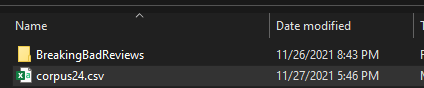 Name Date modified
BreakingBadReviews 11/26/2021 8:43 PM F
corpus24.csv 11/27/2021 5:46 PM M